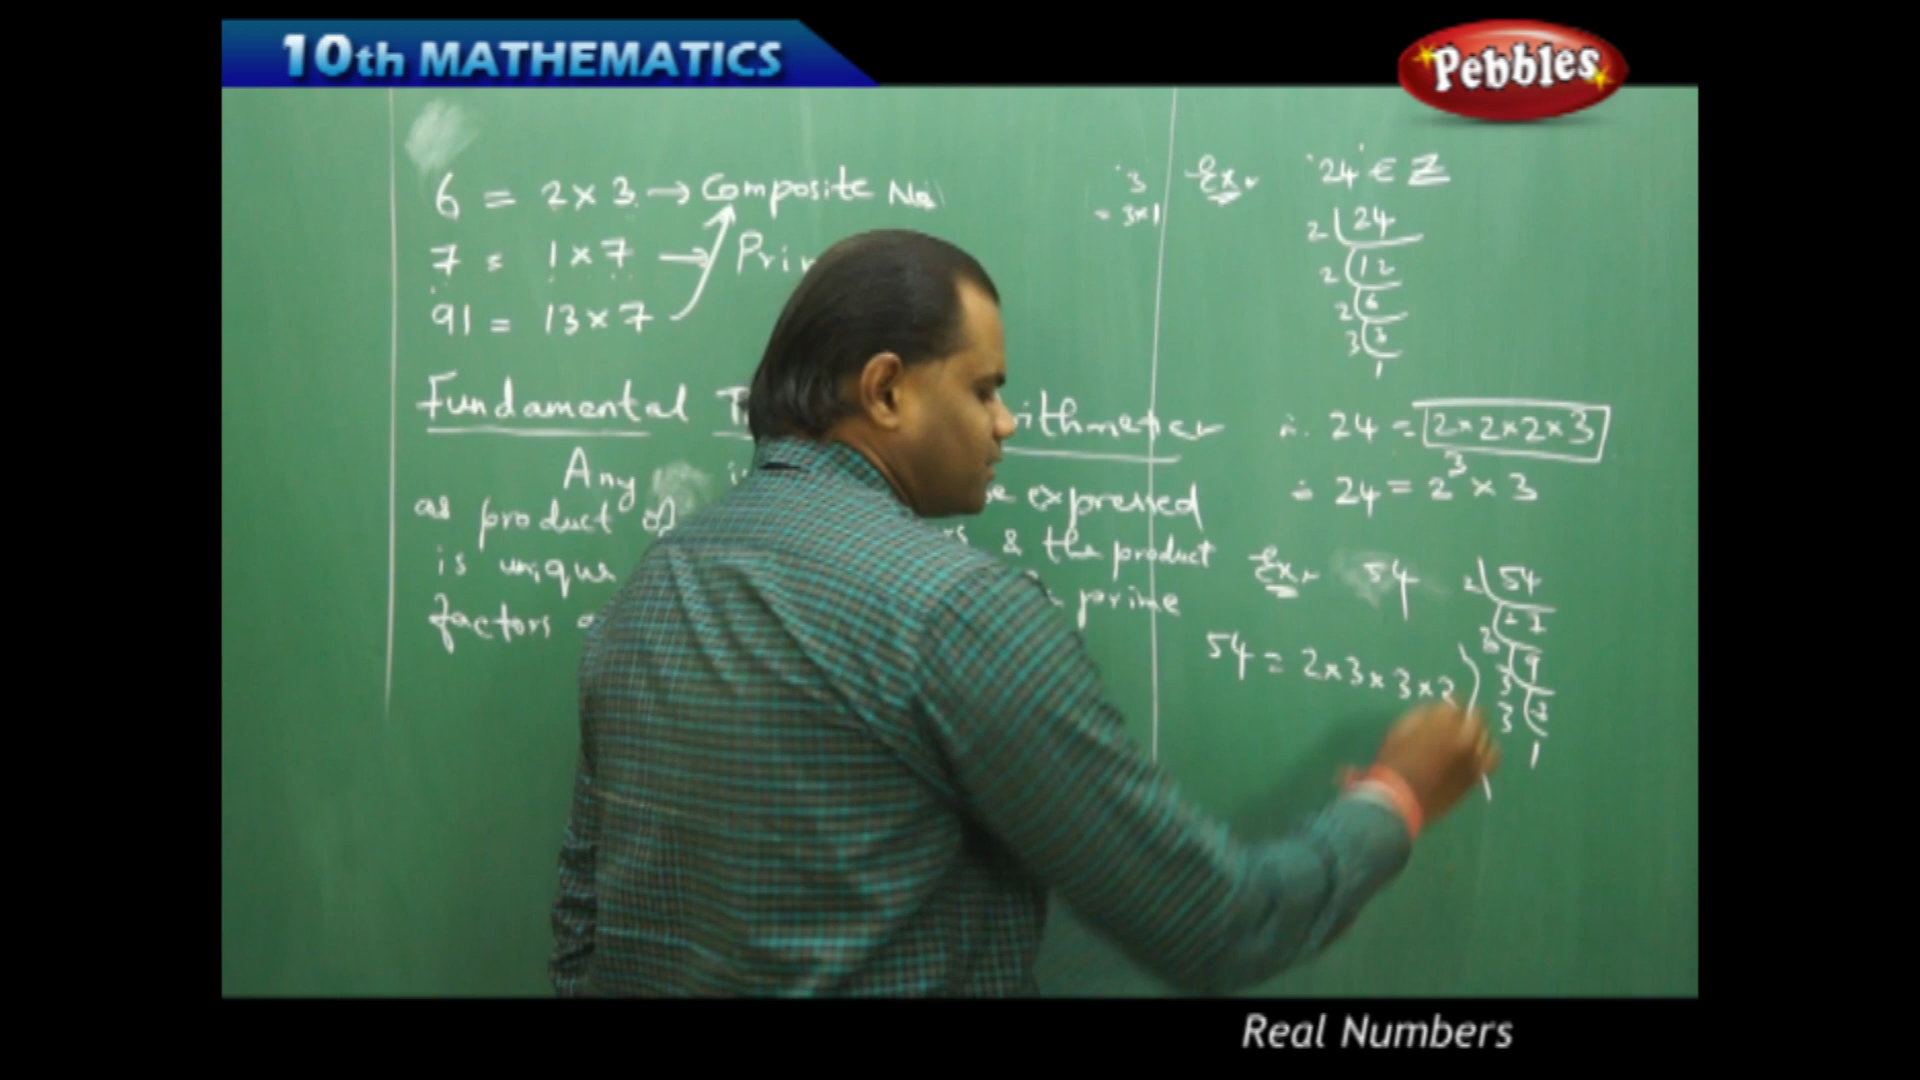 10th MATHEMATICS
Pebbles
6 = 2 × 3 → Composite No
7 = 1 × 7 →
91 = 13 × 7
Fundamental
Any
as product of expressed
is unique & the product
factors prime
3
= 3×1
Ex. '24' ∈ Z
2 24
2 12
2 6
3 3
1
∴ 24 = 2×2×2×3
∴ 24 = 2³ × 3
Ex. 54
2 54
3 27
3 9
3 3
1
54 = 2×3×3×3
Real Numbers